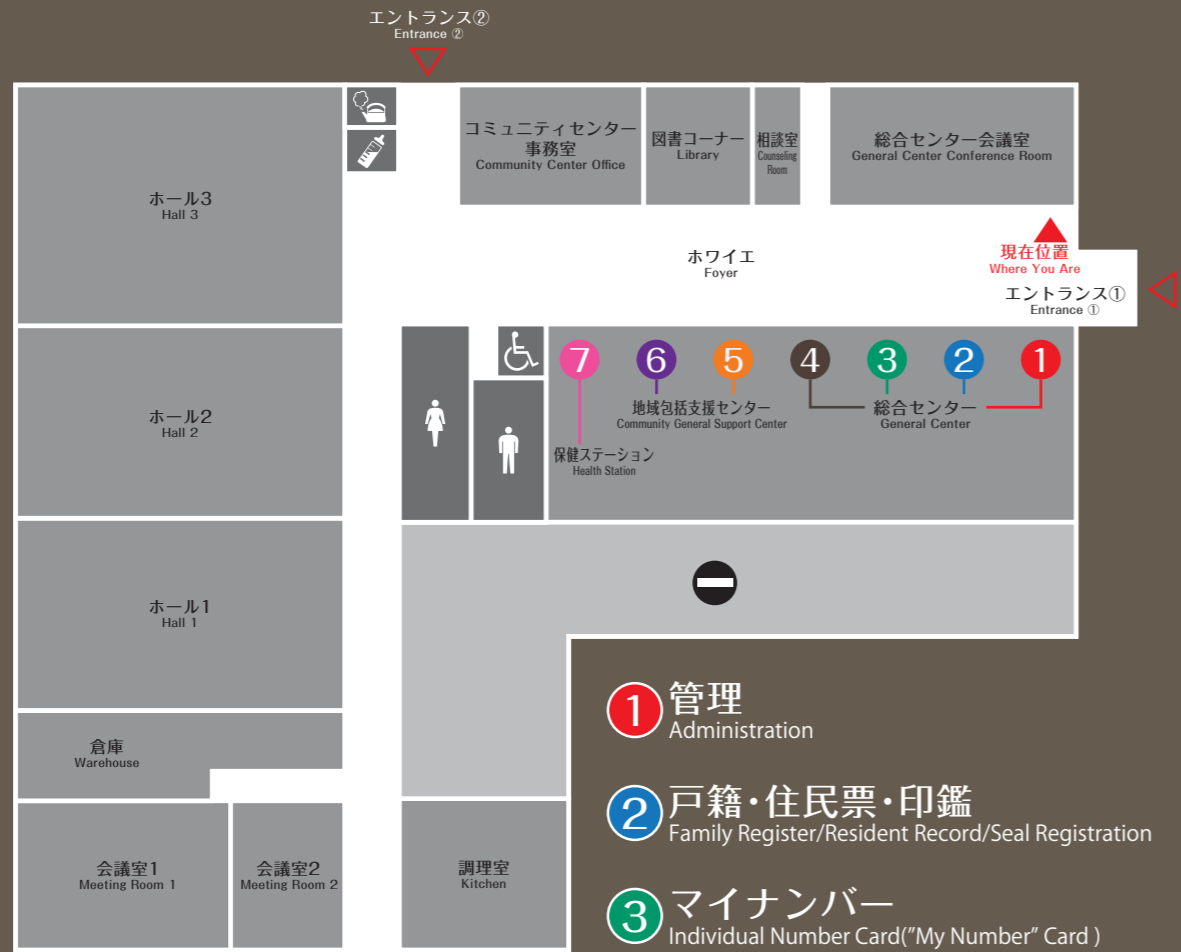 エントランス②
Entrance ②
ホール3
Hall 3
コミュニティセンター
事務室
Community Center Office
図書コーナー
Library
相談室
Counseling
Room
総合センター会議室
General Center Conference Room
ホワイエ
Foyer
現在位置
Where You Are
エントランス①
Entrance ①
7
6
5
4
3
2
1
地域包括支援センター
Community General Support Center
総合センター
General Center
保健ステーション
Health Station
ホール2
Hall 2
ホール1
Hall 1
倉庫
Warehouse
会議室1
Meeting Room 1
会議室2
Meeting Room 2
調理室
Kitchen
1 管理
Administration
2 戸籍・住民票・印鑑
Family Register/Resident Record/Seal Registration
3 マイナンバー
Individual Number Card("My Number" Card )